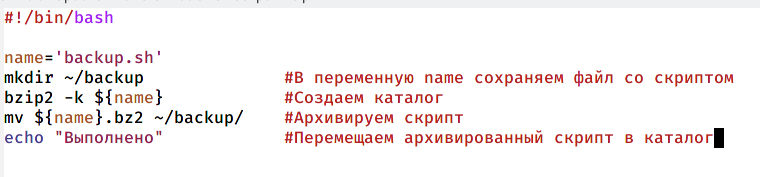 #!/bin/bash
name='backup.sh'
mkdir ~/backup #В переменную name сохраняем файл со скриптом
bzip2 -k ${name} #Создаем каталог
mv ${name}.bz2 ~/backup/ #Архивируем скрипт
echo "Выполнено" #Перемещаем архивированный скрипт в каталог